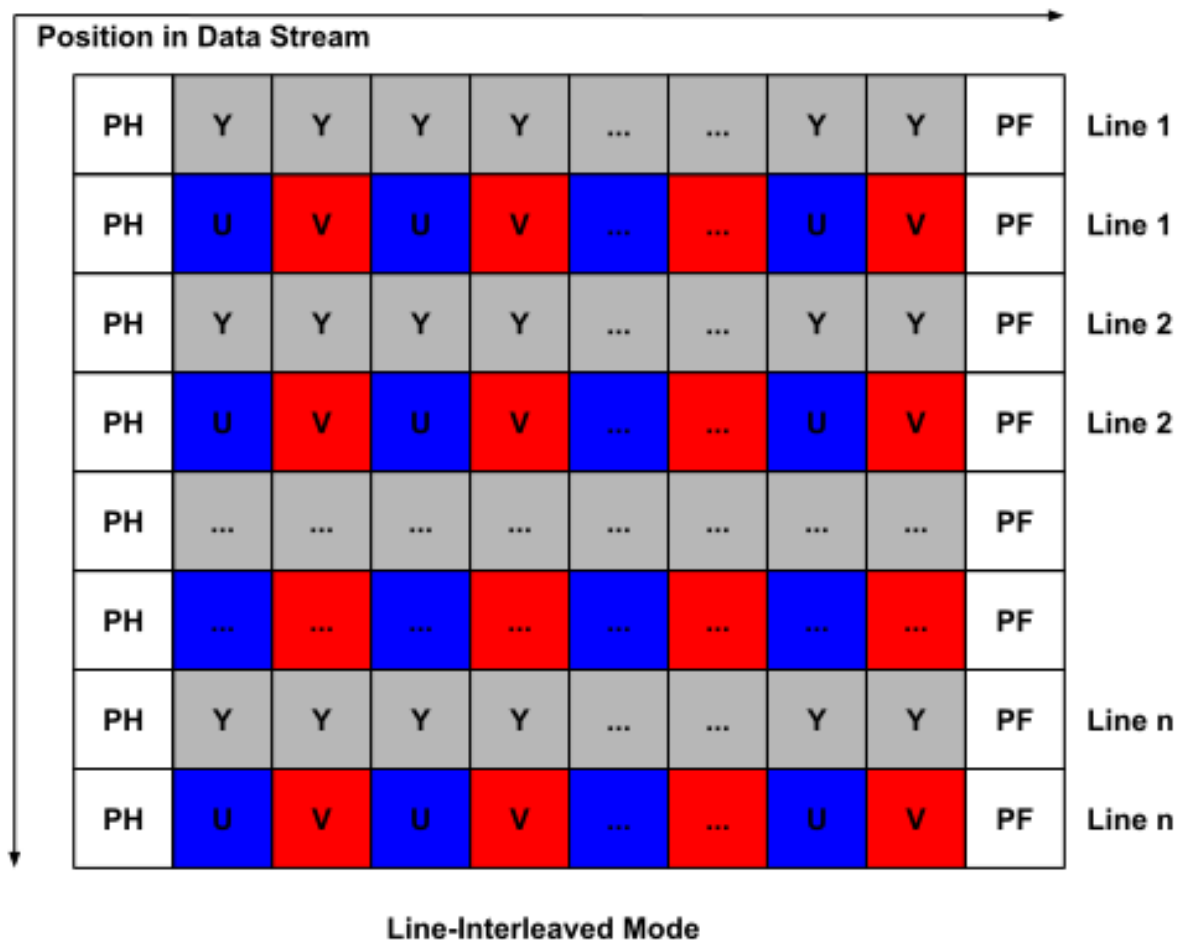 Position in Data Stream
PH Y Y Y Y ... ... Y Y PF Line 1
PH U V U V ... ... U V PF Line 1
PH Y Y Y Y ... ... Y Y PF Line 2
PH U V U V ... ... U V PF Line 2
PH ... ... ... ... ... ... ... ... PF
PH ... ... ... ... ... ... ... ... PF
PH Y Y Y Y ... ... Y Y PF Line n
PH U V U V ... ... U V PF Line n
Line-Interleaved Mode